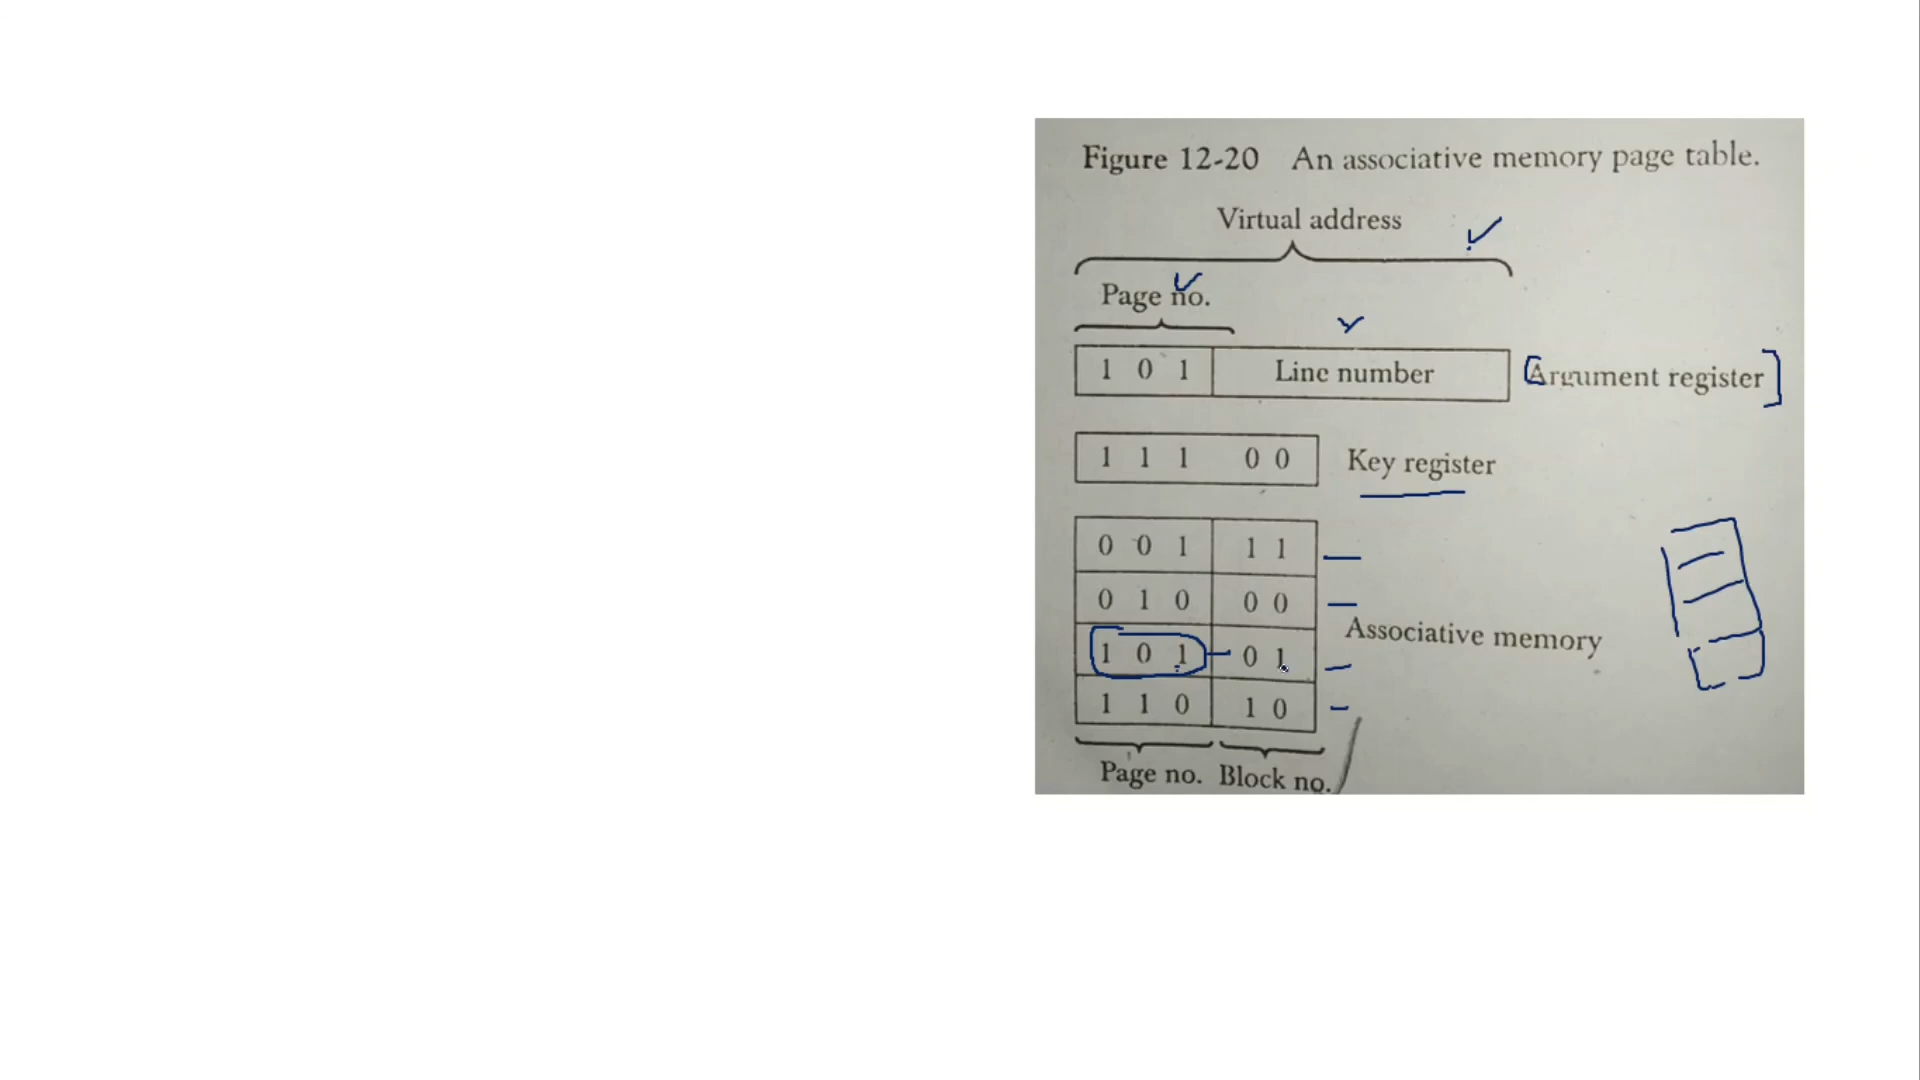 Figure 12-20 An associative memory page table.
Virtual address
Page no.
1 0 1 Line number Argument register
1 1 1 0 0 Key register
0 0 1 1 1
0 1 0 0 0
Associative memory
1 0 1 0 1
1 1 0 1 0
Page no. Block no.